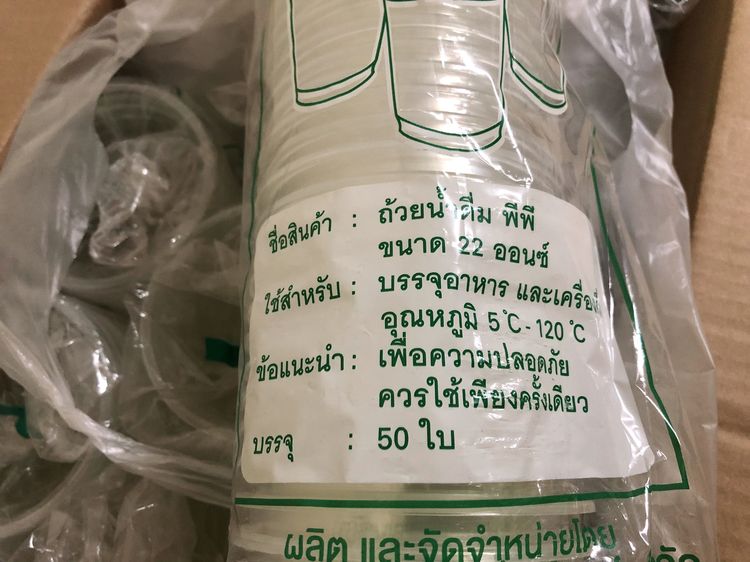 ชื่อสินค้า : ถ้วยน้ำดื่ม พีพี
ขนาด 22 ออนซ์
ใช้สำหรับ : บรรจุอาหาร และเครื่อง
อุณหภูมิ 5°C - 120°C
ข้อแนะนำ : เพื่อความปลอดภัย
ควรใช้เพียงครั้งเดียว
บรรจุ : 50 ใบ
ผลิต และจัดจำหน่ายโดย